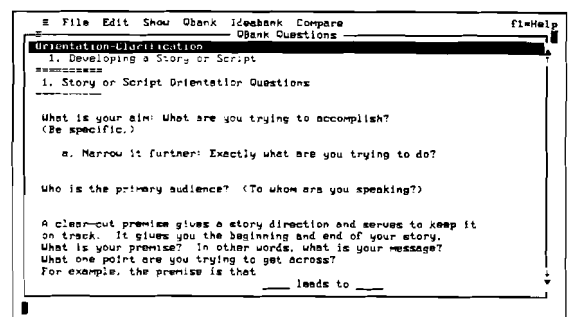 ≡ File Edit Show Qbank Ideabank Compare f1=Help
QBank Questions
Orientation-Clarification
1. Developing a Story or Script
==========
1. Story or Script Orientation Questions
----------
What is your aim: What are you trying to accomplish?
(Be specific.)
a. Narrow it further: Exactly what are you trying to do?
Who is the primary audience? (To whom are you speaking?)
A clear-cut premise gives a story direction and serves to keep it
on track. It gives you the beginning and end of your story.
What is your premise? In other words, what is your message?
What one point are you trying to get across?
For example, the premise is that
____ leads to ____